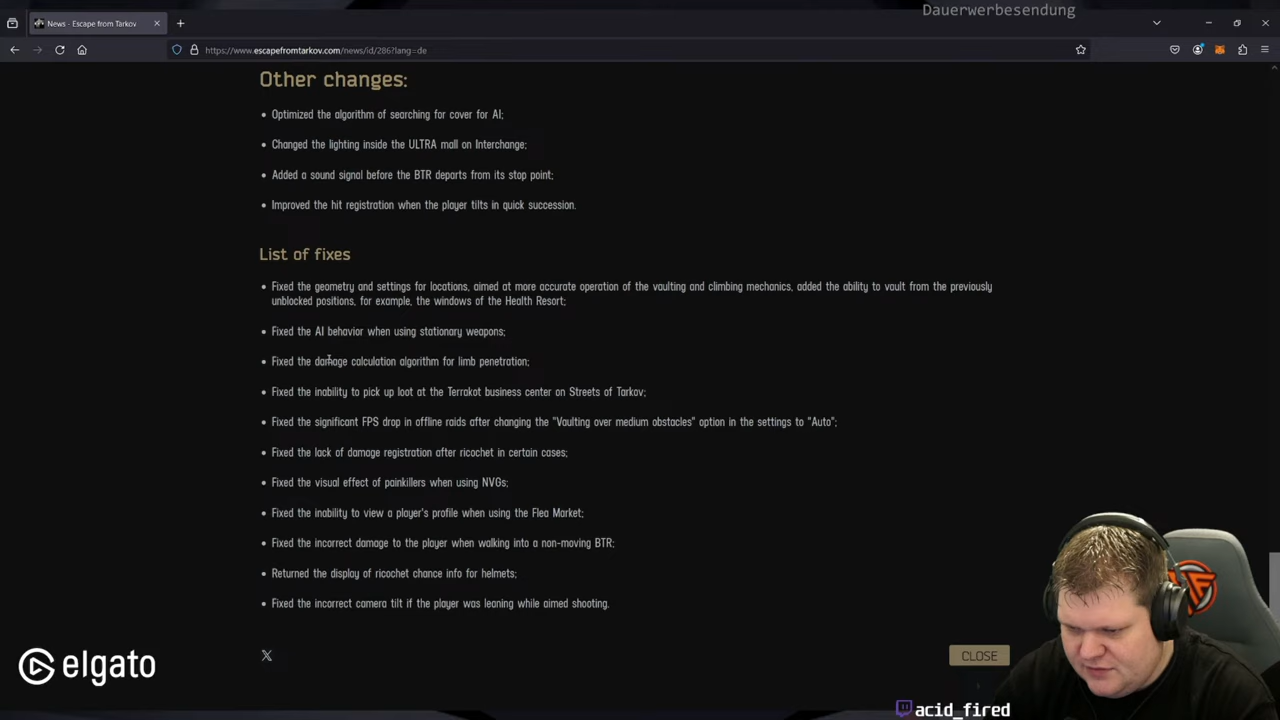 Dauerwerbesendung
News - Escape from Tarkov
https://www.escapefromtarkov.com/news/id/286?lang=de
Other changes:
• Optimized the algorithm of searching for cover for AI;
• Changed the lighting inside the ULTRA mall on Interchange;
• Added a sound signal before the BTR departs from its stop point;
• Improved the hit registration when the player tilts in quick succession.
List of fixes
• Fixed the geometry and settings for locations, aimed at more accurate operation of the vaulting and climbing mechanics, added the ability to vault from the previously
unblocked positions, for example, the windows of the Health Resort;
• Fixed the AI behavior when using stationary weapons;
• Fixed the damage calculation algorithm for limb penetration;
• Fixed the inability to pick up loot at the Terrakot business center on Streets of Tarkov;
• Fixed the significant FPS drop in offline raids after changing the "Vaulting over medium obstacles" option in the settings to "Auto";
• Fixed the lack of damage registration after ricochet in certain cases;
• Fixed the visual effect of painkillers when using NVGs;
• Fixed the inability to view a player's profile when using the Flea Market;
• Fixed the incorrect damage to the player when walking into a non-moving BTR;
• Returned the display of ricochet chance info for helmets;
• Fixed the incorrect camera tilt if the player was leaning while aimed shooting.
CLOSE
elgato
acid_fired